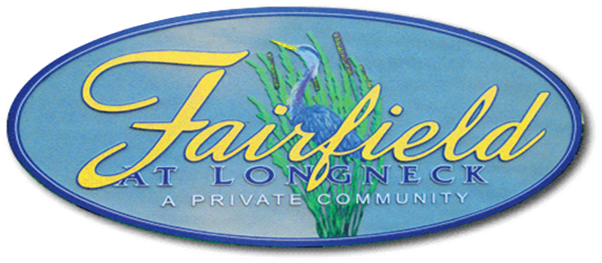 Fairfield
AT LONGNECK
A PRIVATE COMMUNITY